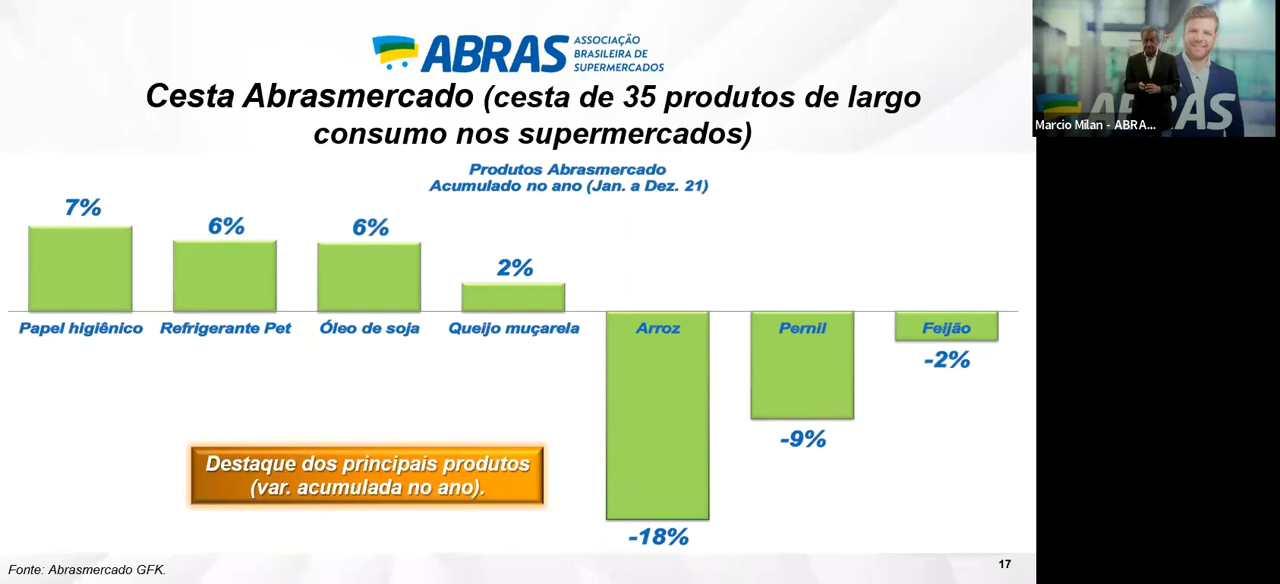 ABRAS
ASSOCIAÇÃO
BRASILEIRA DE
SUPERMERCADOS
Cesta Abrasmercado (cesta de 35 produtos de largo
consumo nos supermercados)
Produtos Abrasmercado
Acumulado no ano (Jan. a Dez. 21)
7%
6%
6%
2%
Papel higiênico
Refrigerante Pet
Óleo de soja
Queijo muçarela
Arroz
Pernil
Feijão
-2%
-9%
-18%
Destaque dos principais produtos
(var. acumulada no ano).
Fonte: Abrasmercado GFK.
17
ABRAS
Marcio Milan - ABRA...